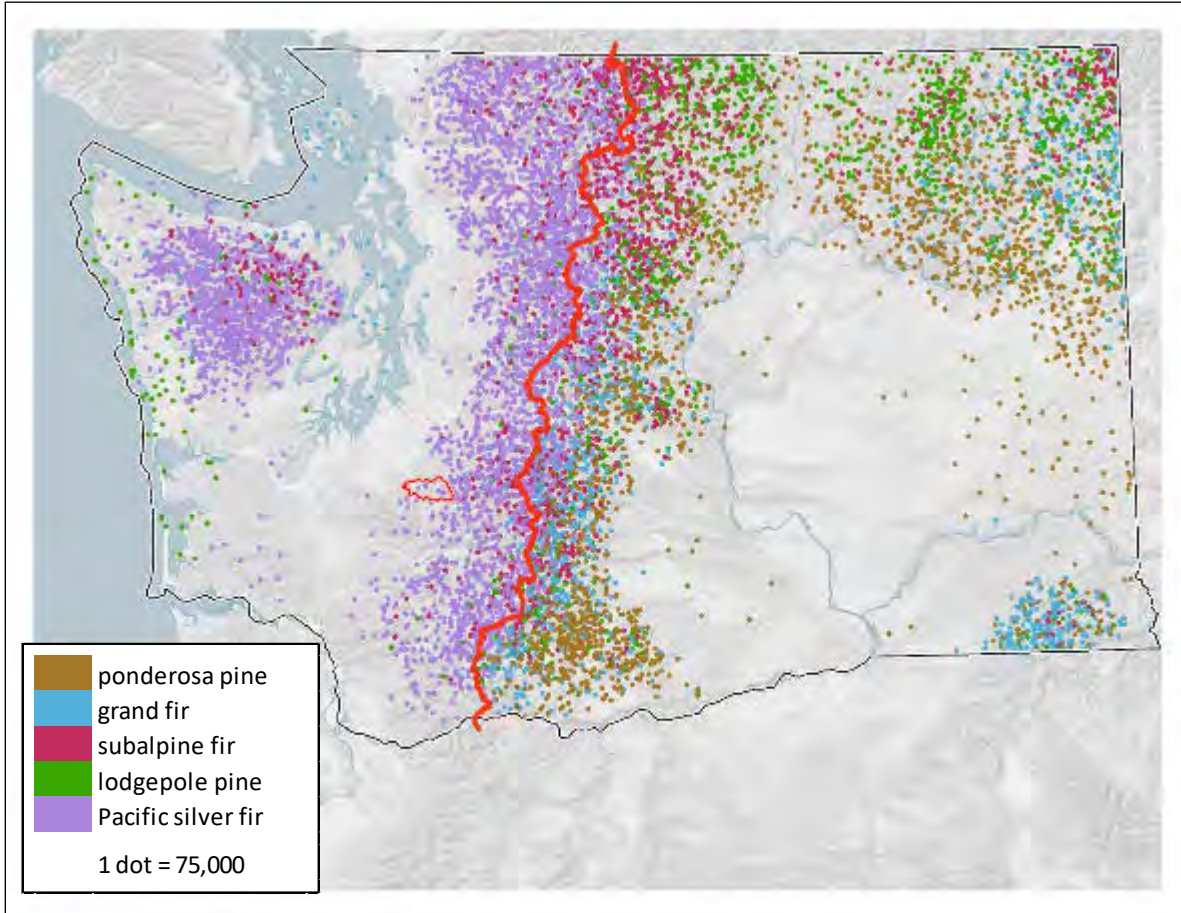 ponderosa pine
grand fir
subalpine fir
lodgepole pine
Pacific silver fir
1 dot = 75,000